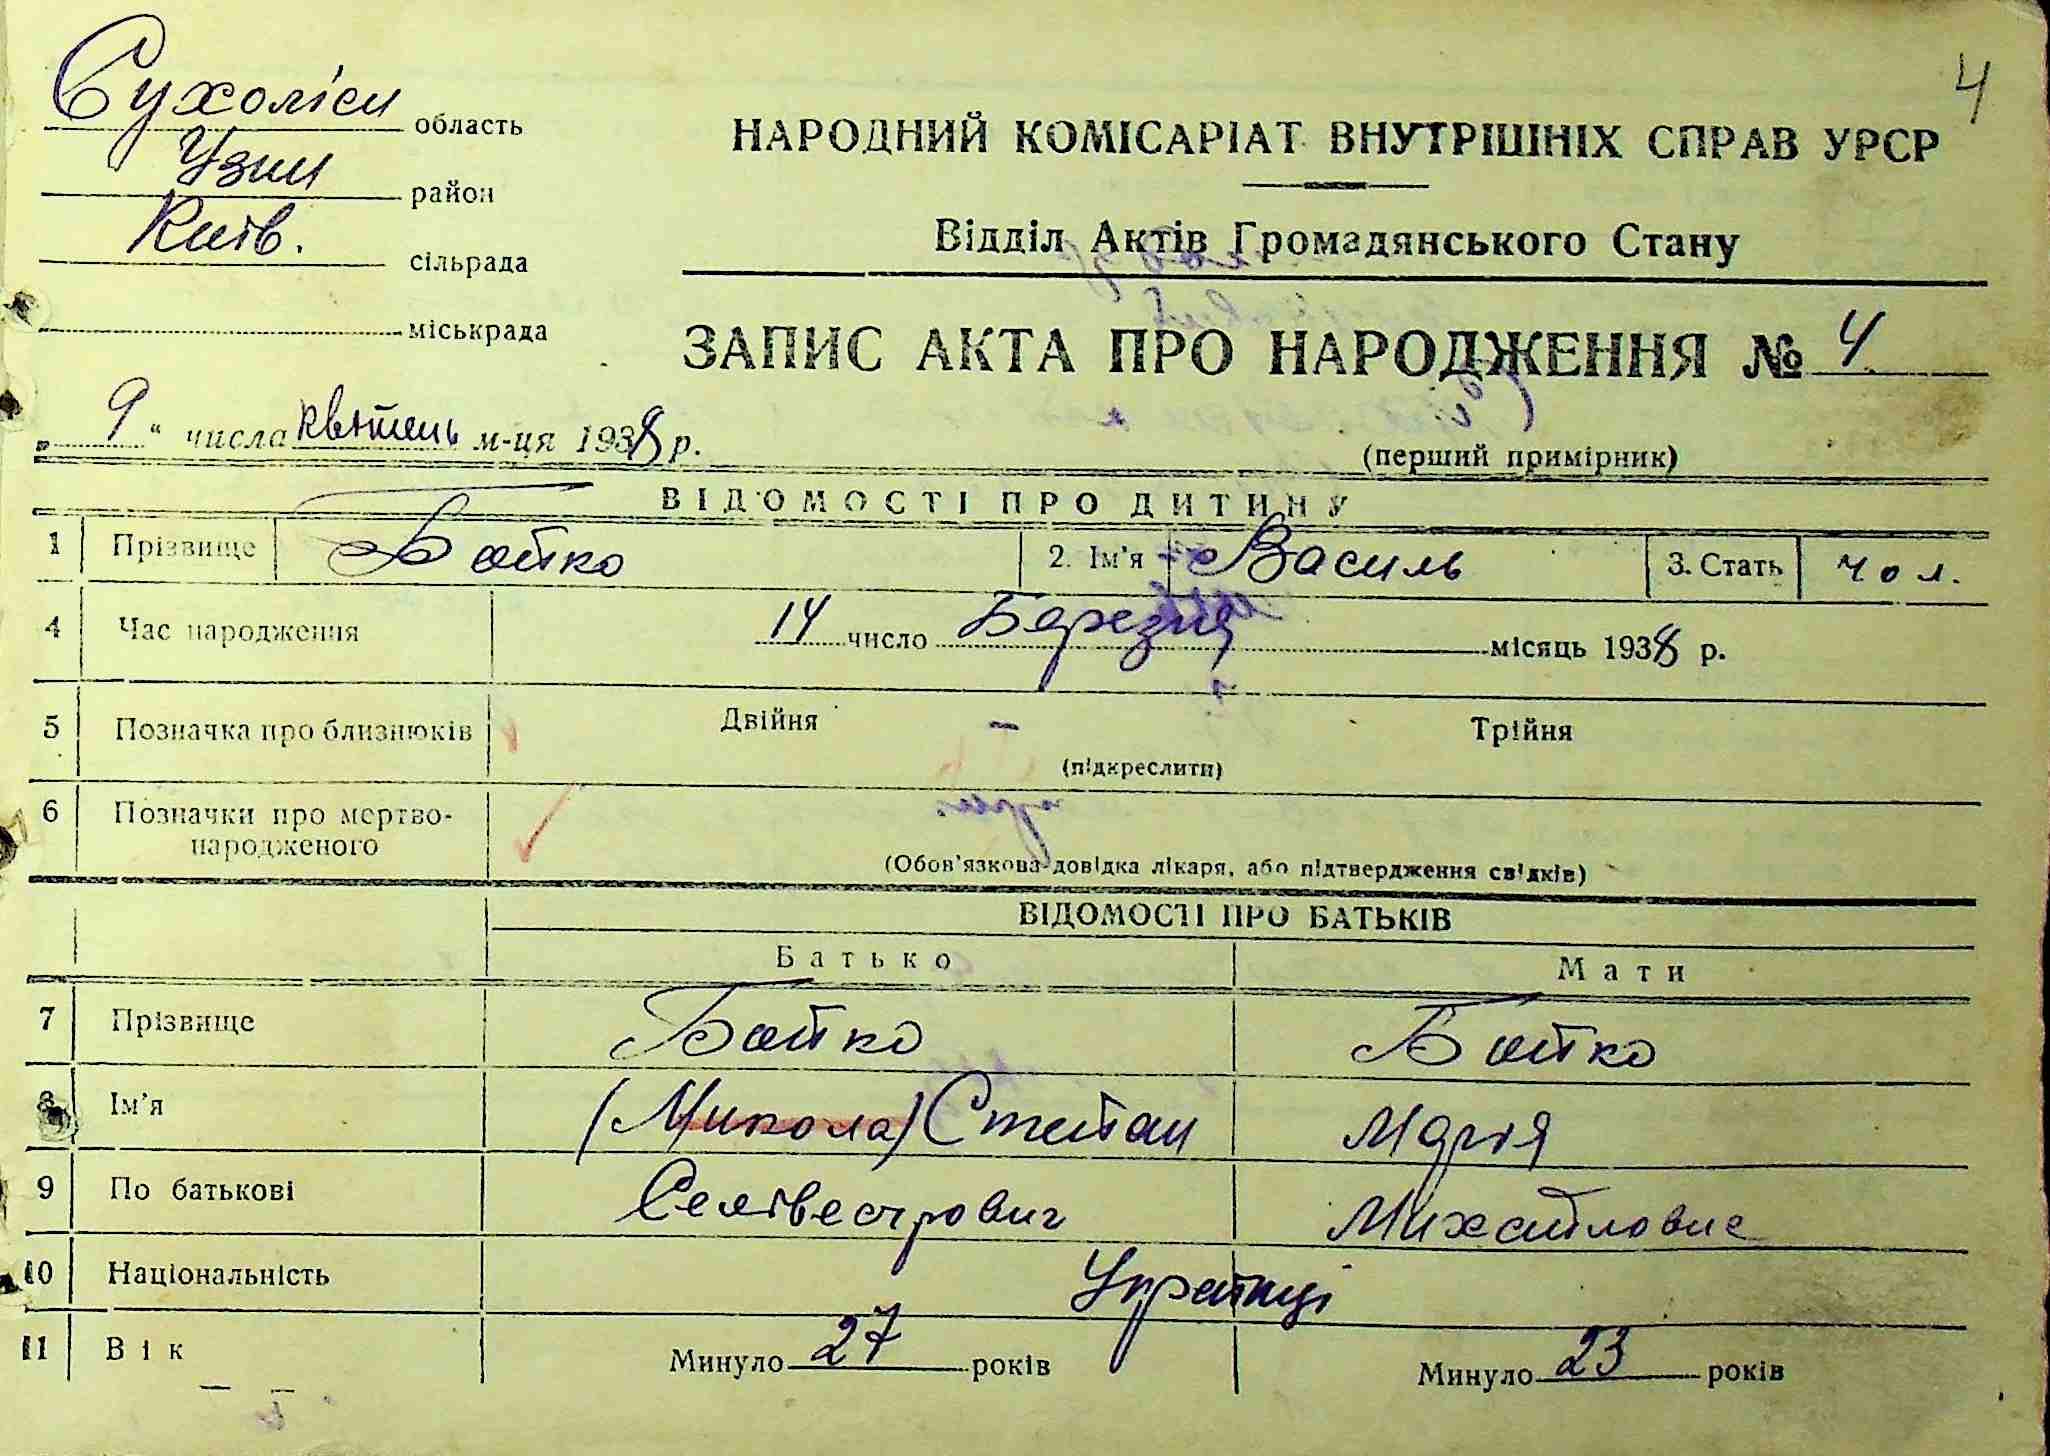 4
Сухоліси область
Узин район
Київ. сільрада
міськрада
НАРОДНИЙ КОМІСАРІАТ ВНУТРІШНІХ СПРАВ УРСР
Відділ Актів Громадянського Стану
ЗАПИС АКТА ПРО НАРОДЖЕННЯ № 4
„ 9 “ числа квітень м-ця 1938 р.
(перший примірник)
ВІДОМОСТІ ПРО ДИТИНУ
1 Прізвище Бойко 2. Ім’я Василь 3. Стать чол.
4 Час народження 14 число Березня місяць 1938 р.
5 Позначка про близнюків Двійня – Трійня
(підкреслити)
6 Позначки про мертво-
народженого
(Обов’язкова довідка лікаря, або підтвердження свідків)
ВІДОМОСТІ ПРО БАТЬКІВ
Батько Мати
7 Прізвище Бойко Бойко
8 Ім’я (Микола) Степан Марія
9 По батькові Селівестрович Михайловна
10 Національність Українці
11 Вік Минуло 27 років Минуло 23 років